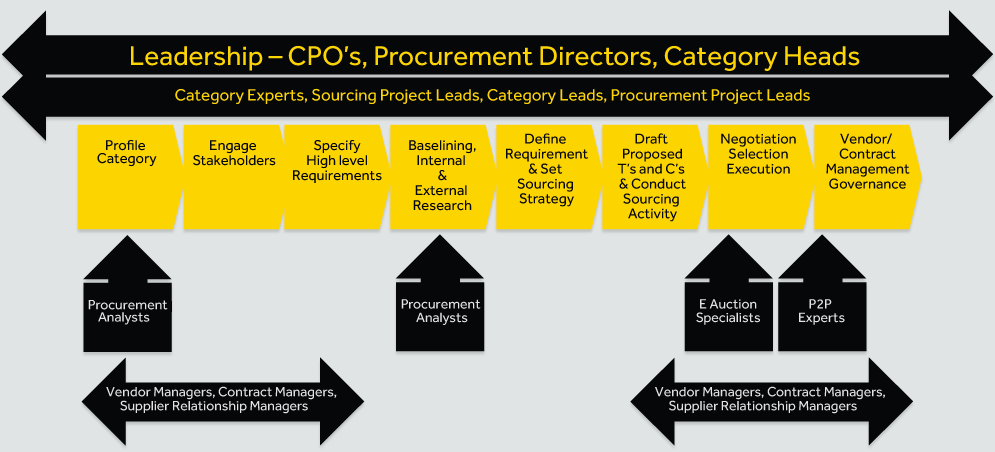 Leadership – CPO's, Procurement Directors, Category Heads
Category Experts, Sourcing Project Leads, Category Leads, Procurement Project Leads
Profile
Category
Engage
Stakeholders
Specify
High level
Requirements
Baselining,
Internal
&
External
Research
Define
Requirement
& Set
Sourcing
Strategy
Draft
Proposed
T's and C's
& Conduct
Sourcing
Activity
Negotiation
Selection
Execution
Vendor/
Contract
Management
Governance
Procurement
Analysts
Procurement
Analysts
E Auction
Specialists
P2P
Experts
Vendor Managers, Contract Managers,
Supplier Relationship Managers
Vendor Managers, Contract Managers,
Supplier Relationship Managers